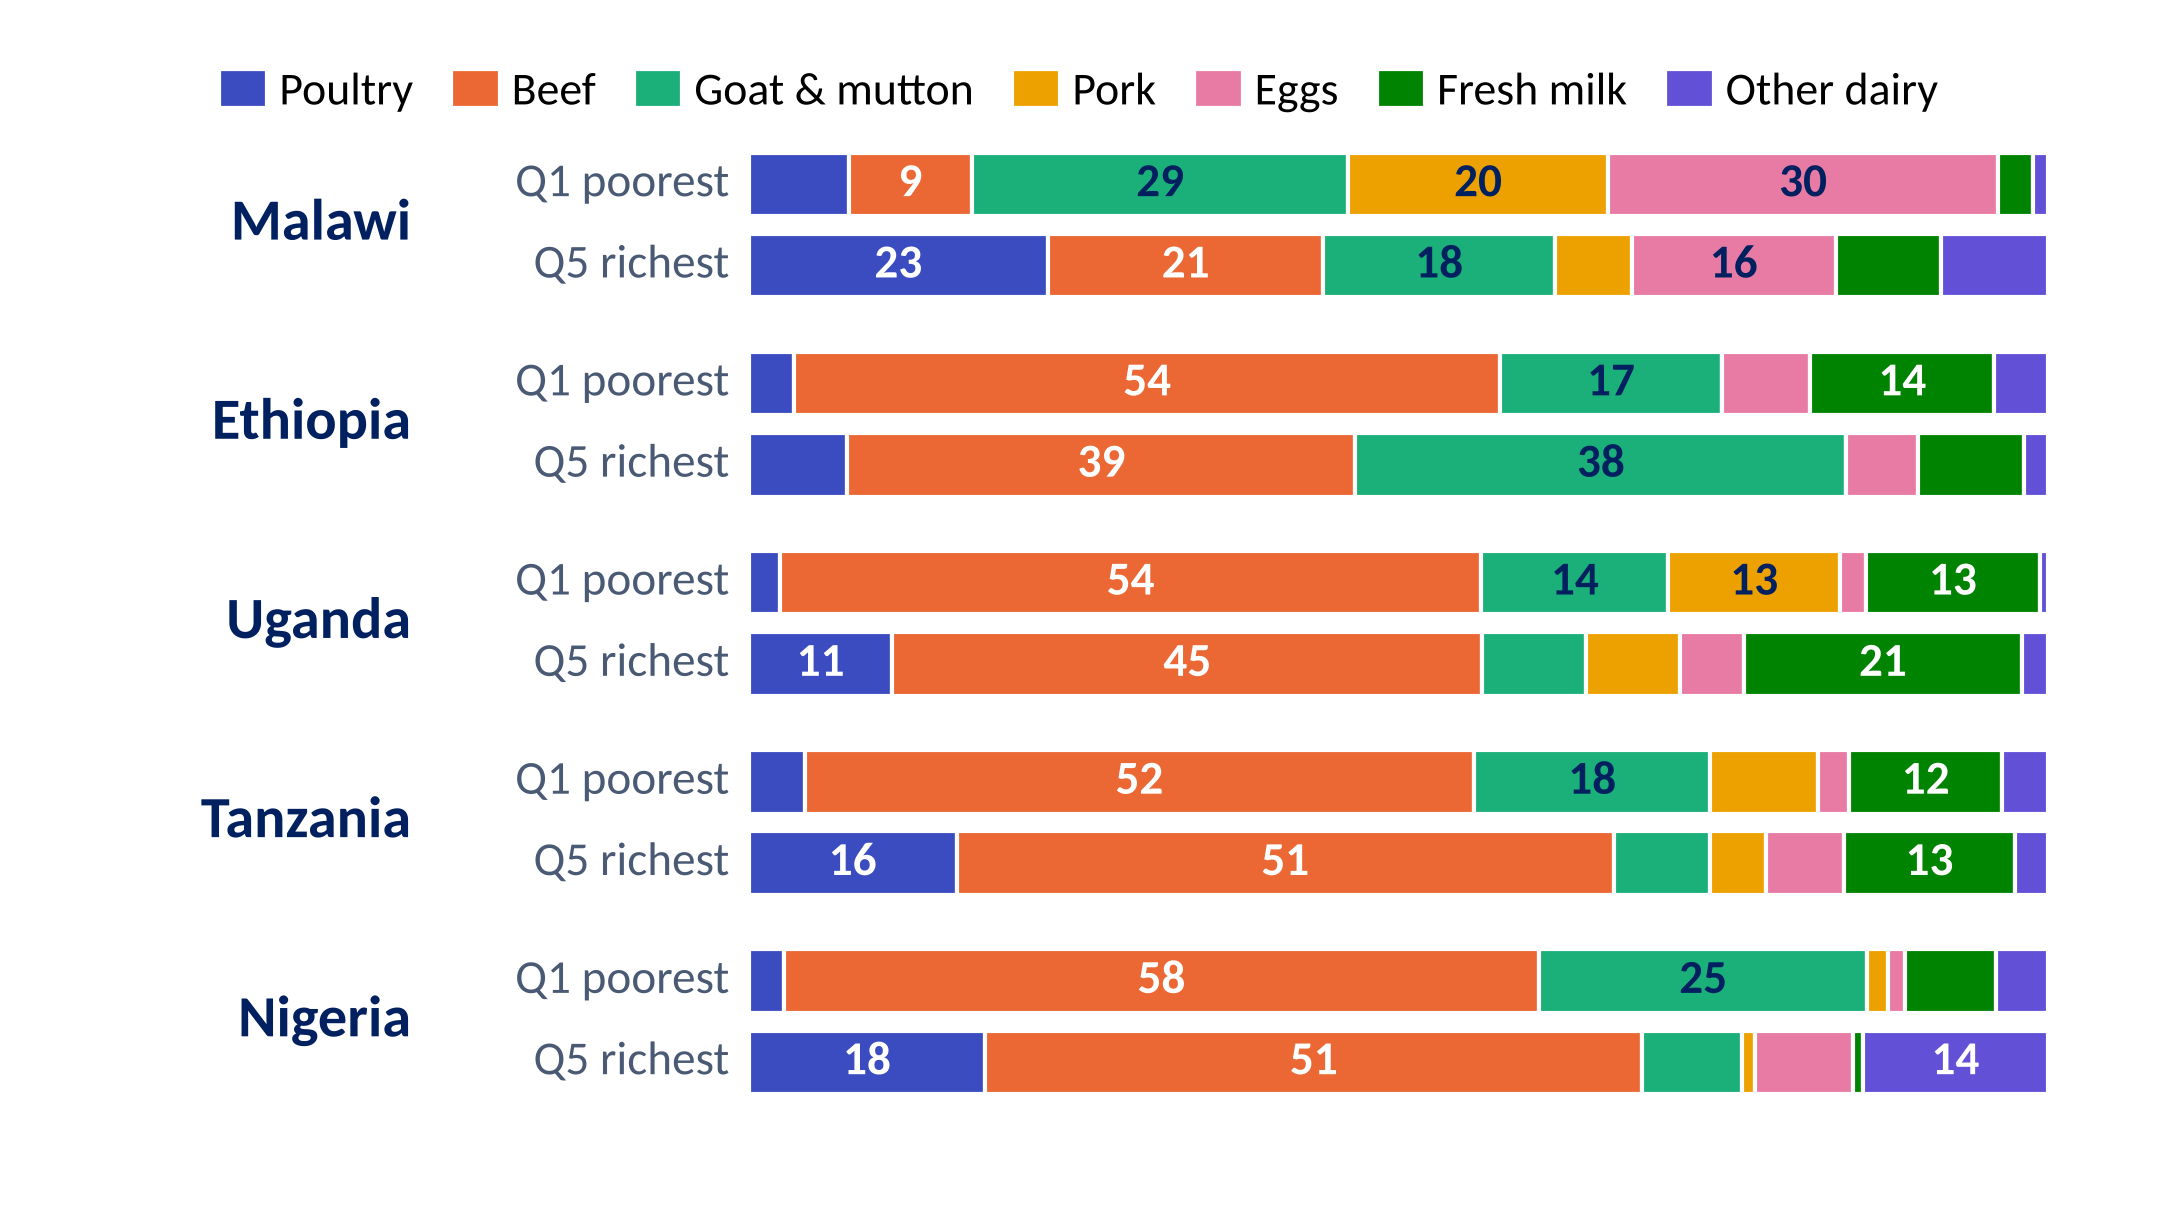 Poultry Beef Goat & mutton Pork Eggs Fresh milk Other dairy
Malawi
Q1 poorest 9 29 20 30
Q5 richest 23 21 18 16
Ethiopia
Q1 poorest 54 17 14
Q5 richest 39 38
Uganda
Q1 poorest 54 14 13 13
Q5 richest 11 45 21
Tanzania
Q1 poorest 52 18 12
Q5 richest 16 51 13
Nigeria
Q1 poorest 58 25
Q5 richest 18 51 14